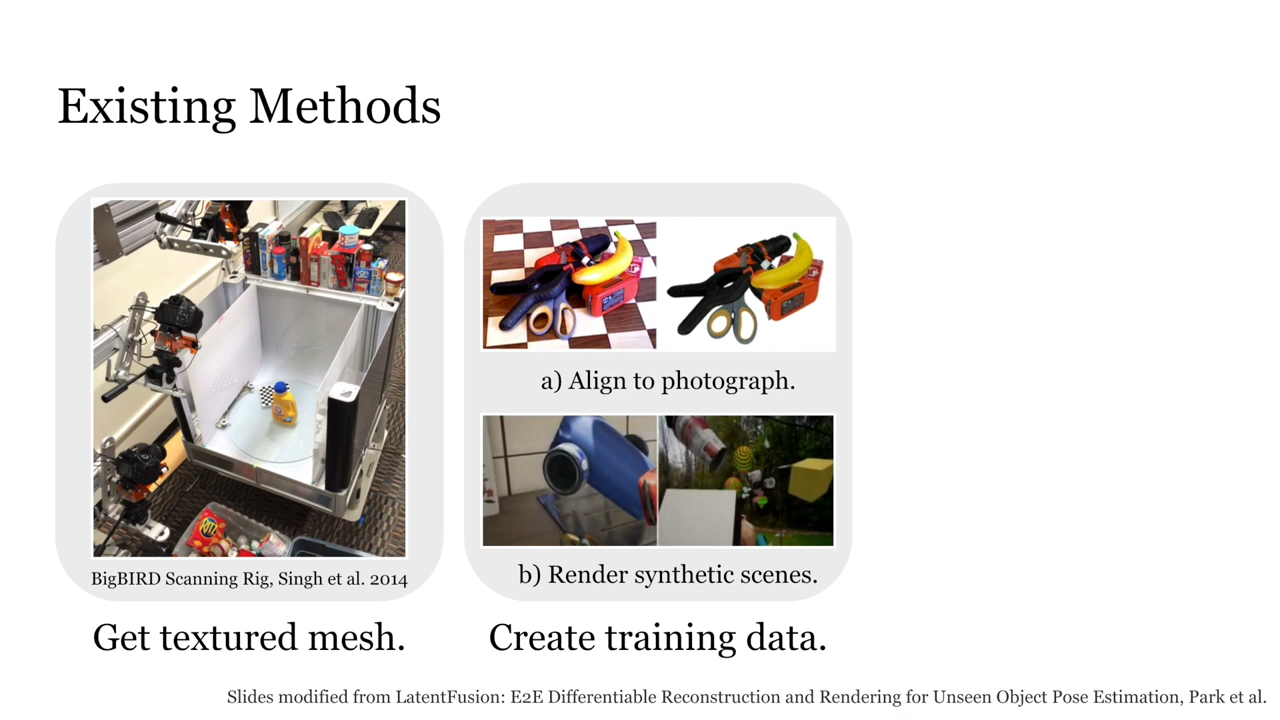 Existing Methods
RITZ
BigBIRD Scanning Rig, Singh et al. 2014
Get textured mesh.
a) Align to photograph.
b) Render synthetic scenes.
Create training data.
Slides modified from LatentFusion: E2E Differentiable Reconstruction and Rendering for Unseen Object Pose Estimation, Park et al.